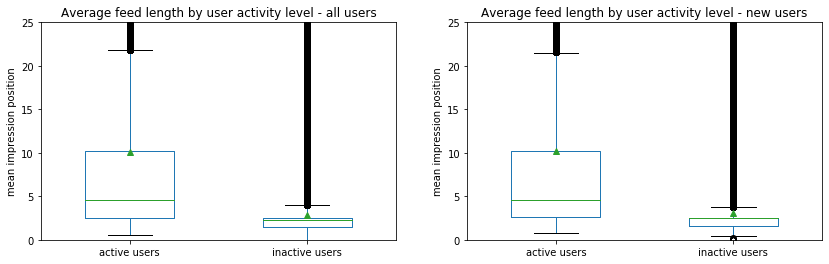 Average feed length by user activity level - all users
mean impression position
25
20
15
10
5
0
active users
inactive users
Average feed length by user activity level - new users
mean impression position
25
20
15
10
5
0
active users
inactive users